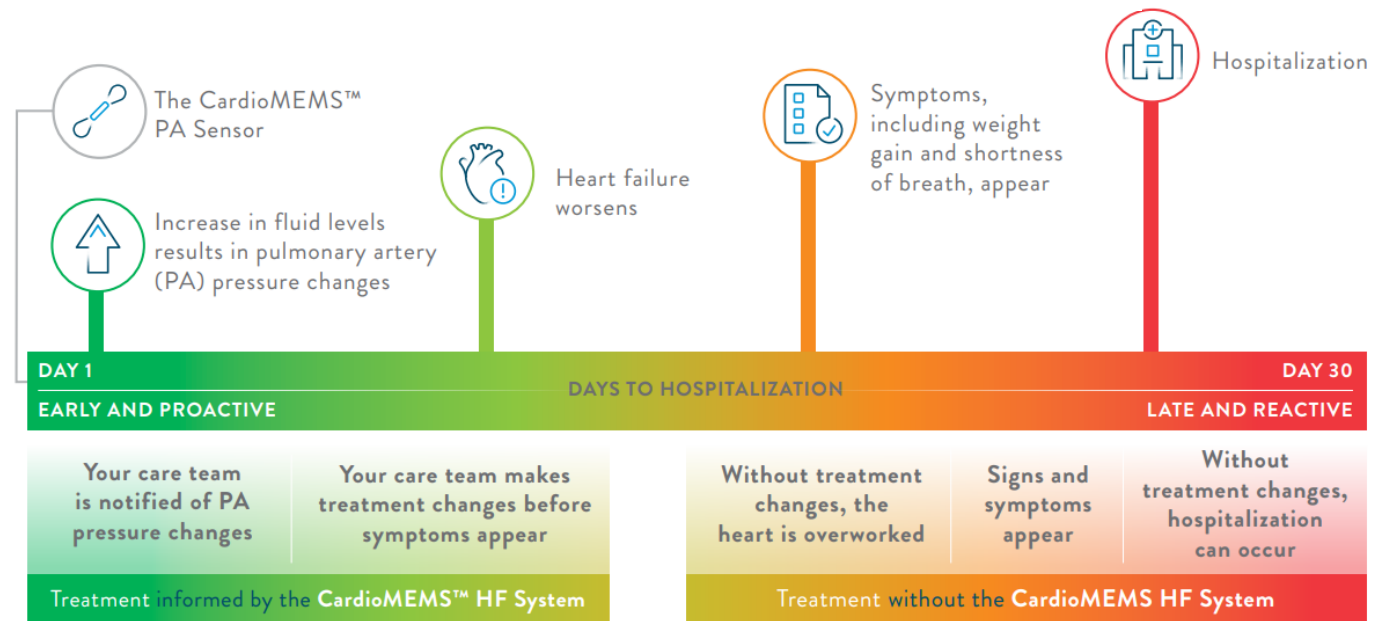 The CardioMEMS™
PA Sensor
Increase in fluid levels
results in pulmonary artery
(PA) pressure changes
Heart failure
worsens
Symptoms,
including weight
gain and shortness
of breath, appear
Hospitalization
DAY 1
DAYS TO HOSPITALIZATION
DAY 30
EARLY AND PROACTIVE
LATE AND REACTIVE
Your care team
is notified of PA
pressure changes
Your care team makes
treatment changes before
symptoms appear
Without treatment
changes, the
heart is overworked
Signs and
symptoms
appear
Without
treatment changes,
hospitalization
can occur
Treatment informed by the CardioMEMS™ HF System
Treatment without the CardioMEMS HF System